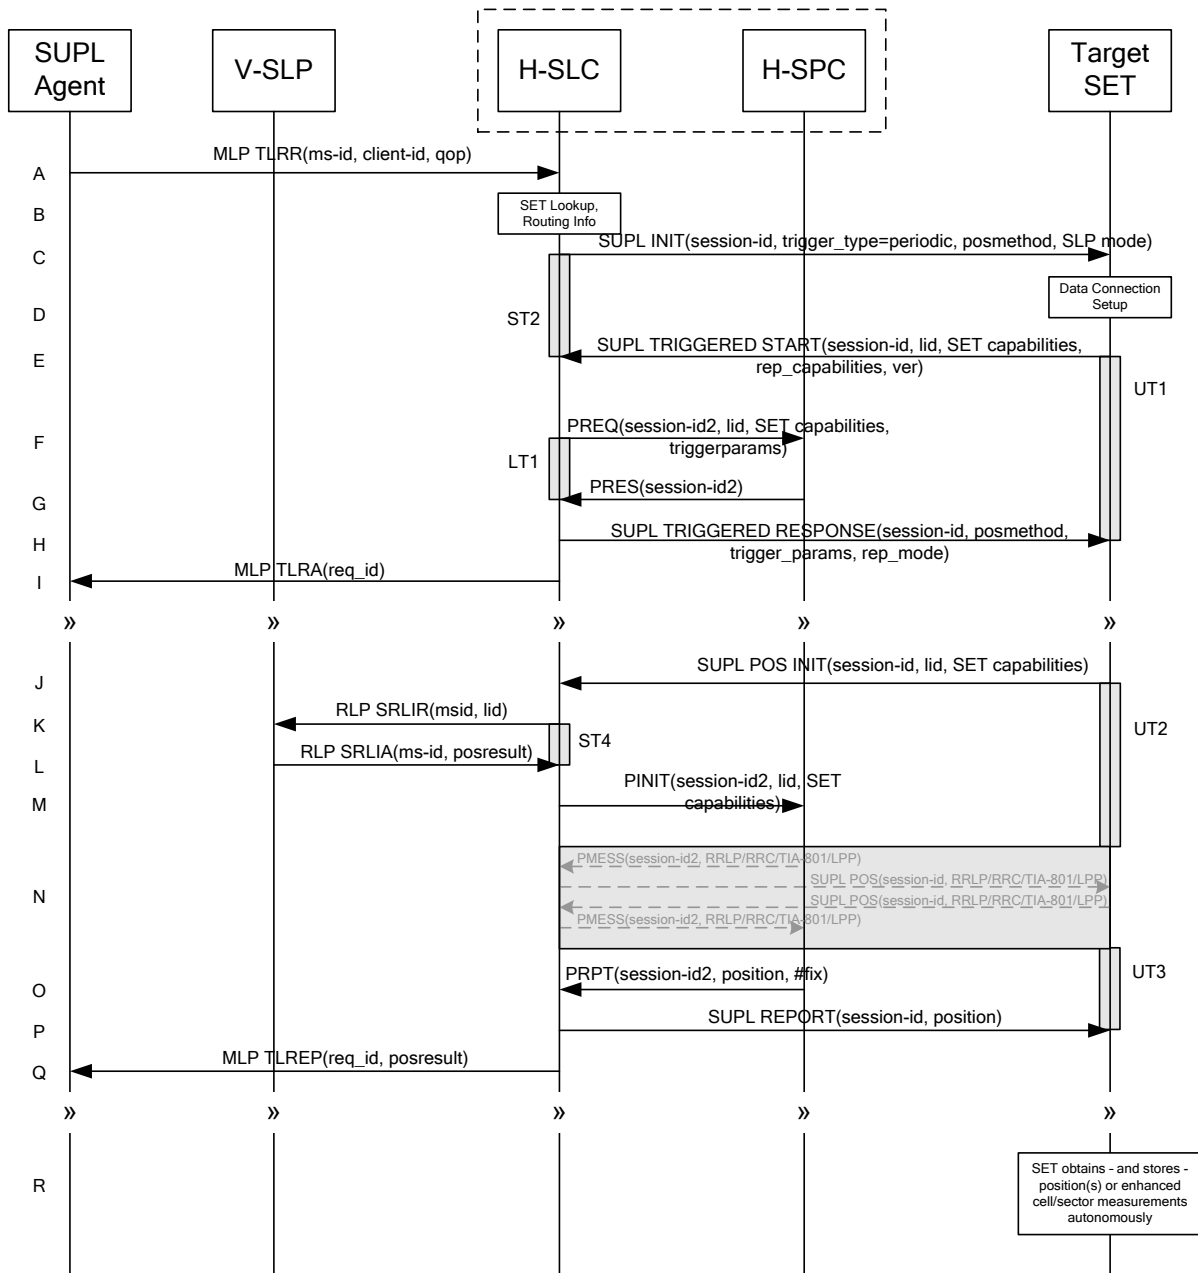 SUPL
Agent
V-SLP
H-SLC
H-SPC
Target
SET
A
MLP TLRR(ms-id, client-id, qop)
B
SET Lookup,
Routing Info
C
SUPL INIT(session-id, trigger_type=periodic, posmethod, SLP mode)
Data Connection
Setup
D
ST2
E
SUPL TRIGGERED START(session-id, lid, SET capabilities,
rep_capabilities, ver)
UT1
F
PREQ(session-id2, lid, SET capabilities,
triggerparams)
LT1
G
PRES(session-id2)
H
SUPL TRIGGERED RESPONSE(session-id, posmethod,
trigger_params, rep_mode)
I
MLP TLRA(req_id)
»
»
»
»
»
J
SUPL POS INIT(session-id, lid, SET capabilities)
K
RLP SRLIR(msid, lid)
ST4
UT2
L
RLP SRLIA(ms-id, posresult)
M
PINIT(session-id2, lid, SET
capabilities)
N
PMESS(session-id2, RRLP/RRC/TIA-801/LPP)
SUPL POS(session-id, RRLP/RRC/TIA-801/LPP)
SUPL POS(session-id, RRLP/RRC/TIA-801/LPP)
PMESS(session-id2, RRLP/RRC/TIA-801/LPP)
O
PRPT(session-id2, position, #fix)
UT3
P
SUPL REPORT(session-id, position)
Q
MLP TLREP(req_id, posresult)
»
»
»
»
»
R
SET obtains - and stores -
position(s) or enhanced
cell/sector measurements
autonomously